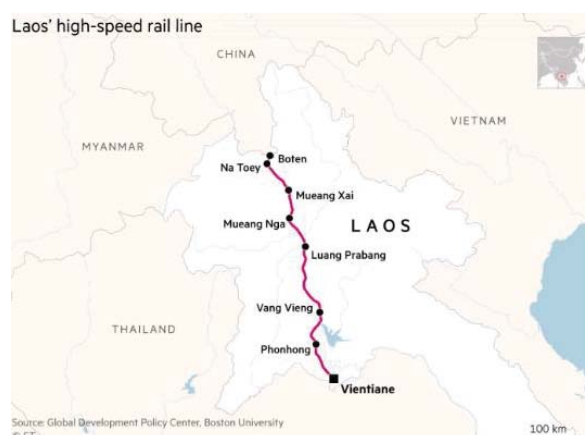 Laos' high-speed rail line
CHINA
VIETNAM
MYANMAR
Boten
Na Toey
Mueang Xai
Mueang Nga
LAOS
Luang Prabang
Vang Vieng
THAILAND
Phonhong
Vientiane
Source: Global Development Policy Center, Boston University
© FT
100 km